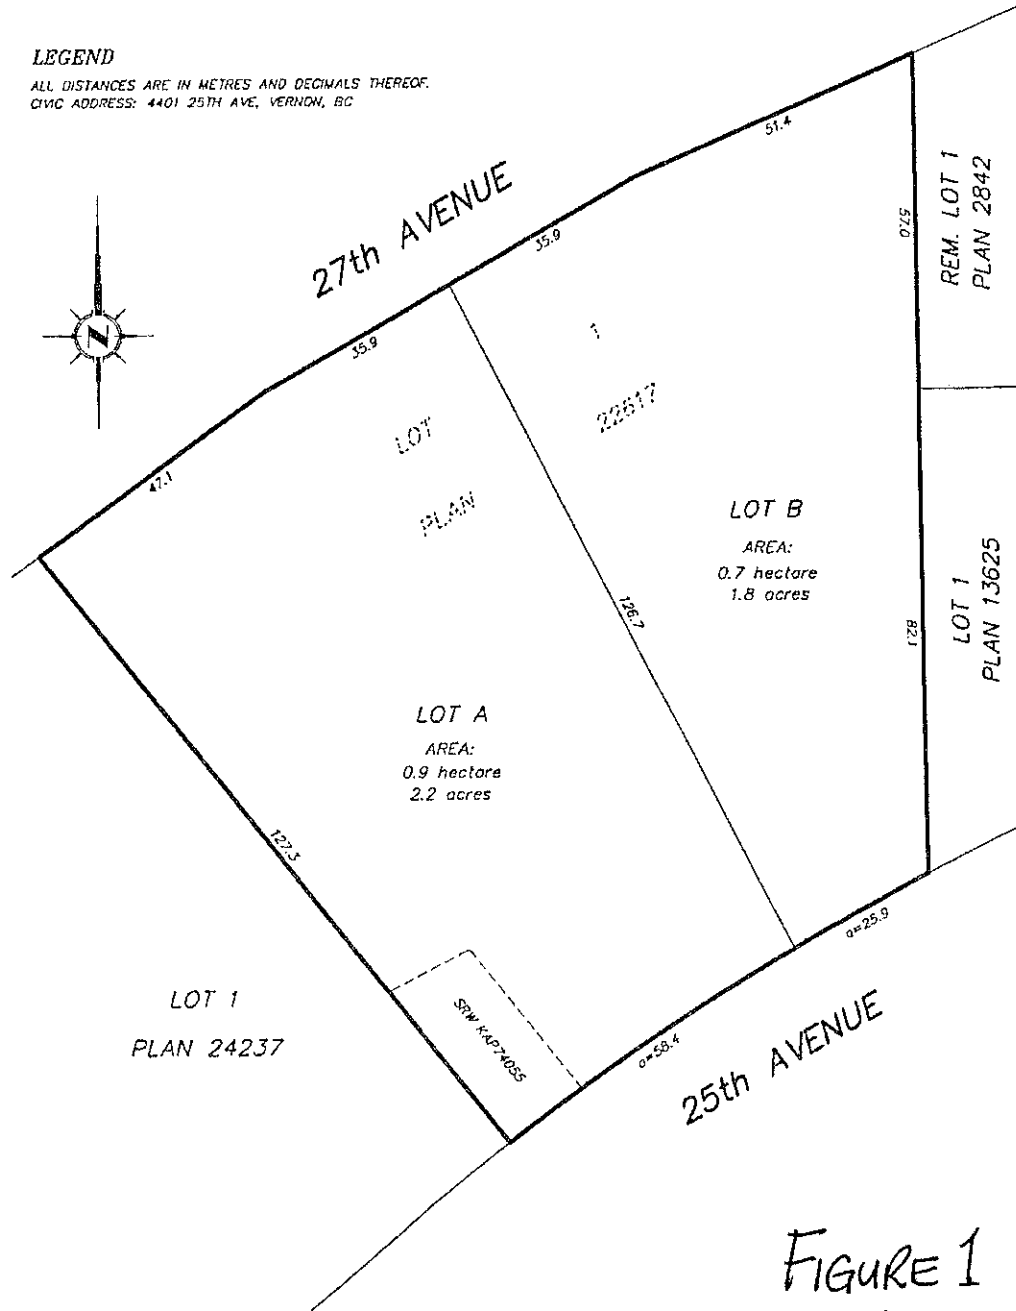 LEGEND
ALL DISTANCES ARE IN METRES AND DECIMALS THEREOF.
CIVIC ADDRESS: 4401 25TH AVE, VERNON, BC
51.4
27th AVENUE
REM. LOT 1
PLAN 2842
57.0
35.9
N
35.9
1
22617
LOT
PLAN
47.1
LOT B
AREA:
0.7 hectare
1.8 acres
126.7
82.1
LOT 1
PLAN 13625
LOT A
AREA:
0.9 hectare
2.2 acres
127.3
a=25.9
LOT 1
PLAN 24237
SRW KAP74055
a=58.4
25th AVENUE
FIGURE 1